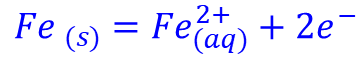 Fe (s) = Fe²⁺(aq) + 2e⁻